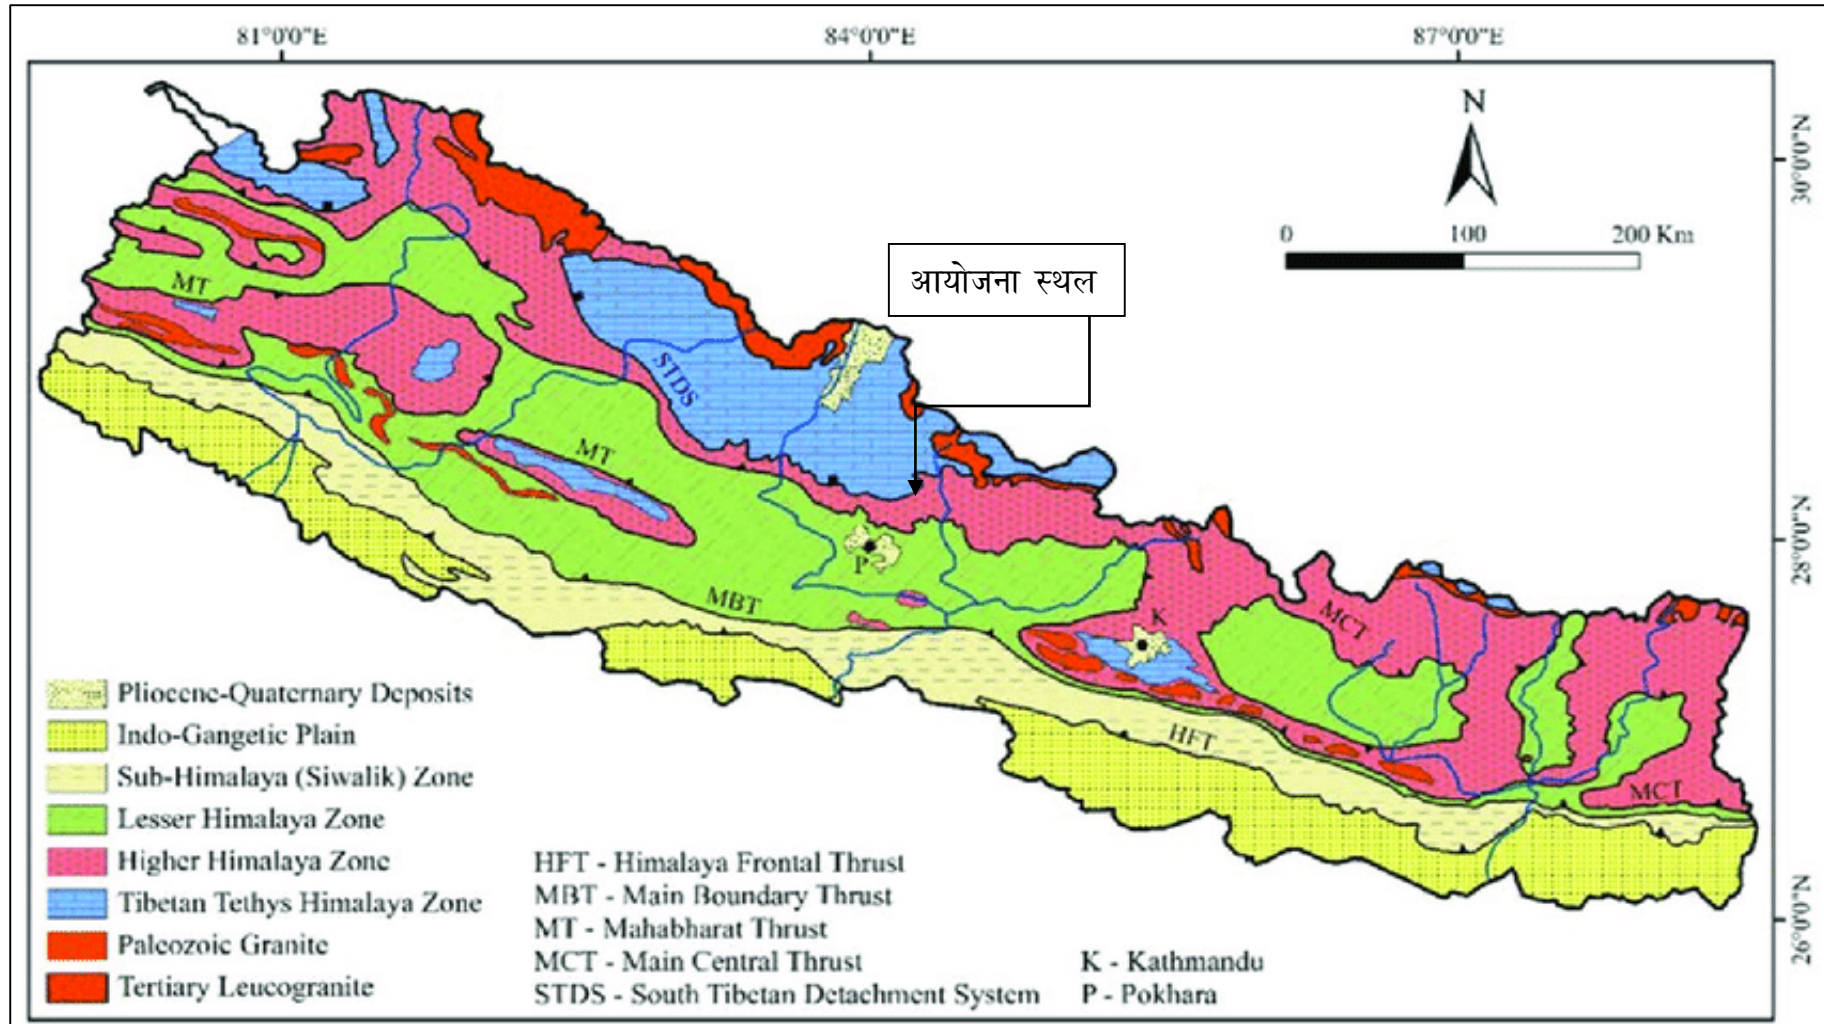 81°0'0"E 84°0'0"E 87°0'0"E
N
30°0'0"N
0 100 200 Km
आयोजना स्थल
MT
STDS
MT
28°0'0"N
P
MBT
K
MCT
HFT
MCT
26°0'0"N
Pliocene-Quaternary Deposits
Indo-Gangetic Plain
Sub-Himalaya (Siwalik) Zone
Lesser Himalaya Zone
Higher Himalaya Zone
Tibetan Tethys Himalaya Zone
Paleozoic Granite
Tertiary Leucogranite
HFT - Himalaya Frontal Thrust
MBT - Main Boundary Thrust
MT - Mahabharat Thrust
MCT - Main Central Thrust
STDS - South Tibetan Detachment System
K - Kathmandu
P - Pokhara